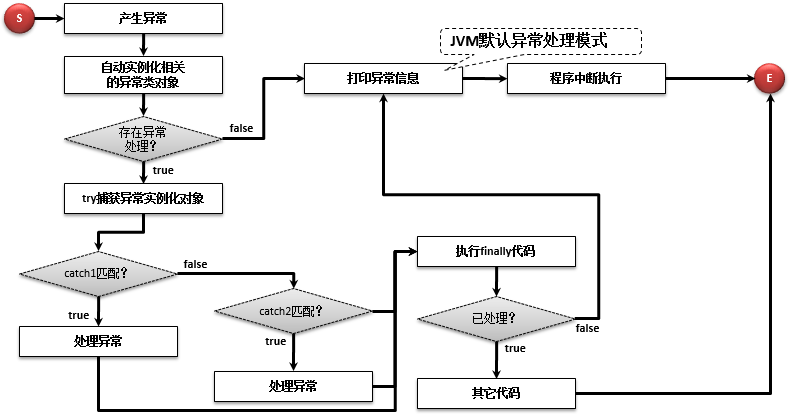 S
产生异常
自动实例化相关
的异常类对象
存在异常
处理？
false
true
JVM默认异常处理模式
打印异常信息
程序中断执行
E
try捕获异常实例化对象
catch1匹配？
false
true
处理异常
catch2匹配？
true
处理异常
执行finally代码
已处理？
false
true
其它代码